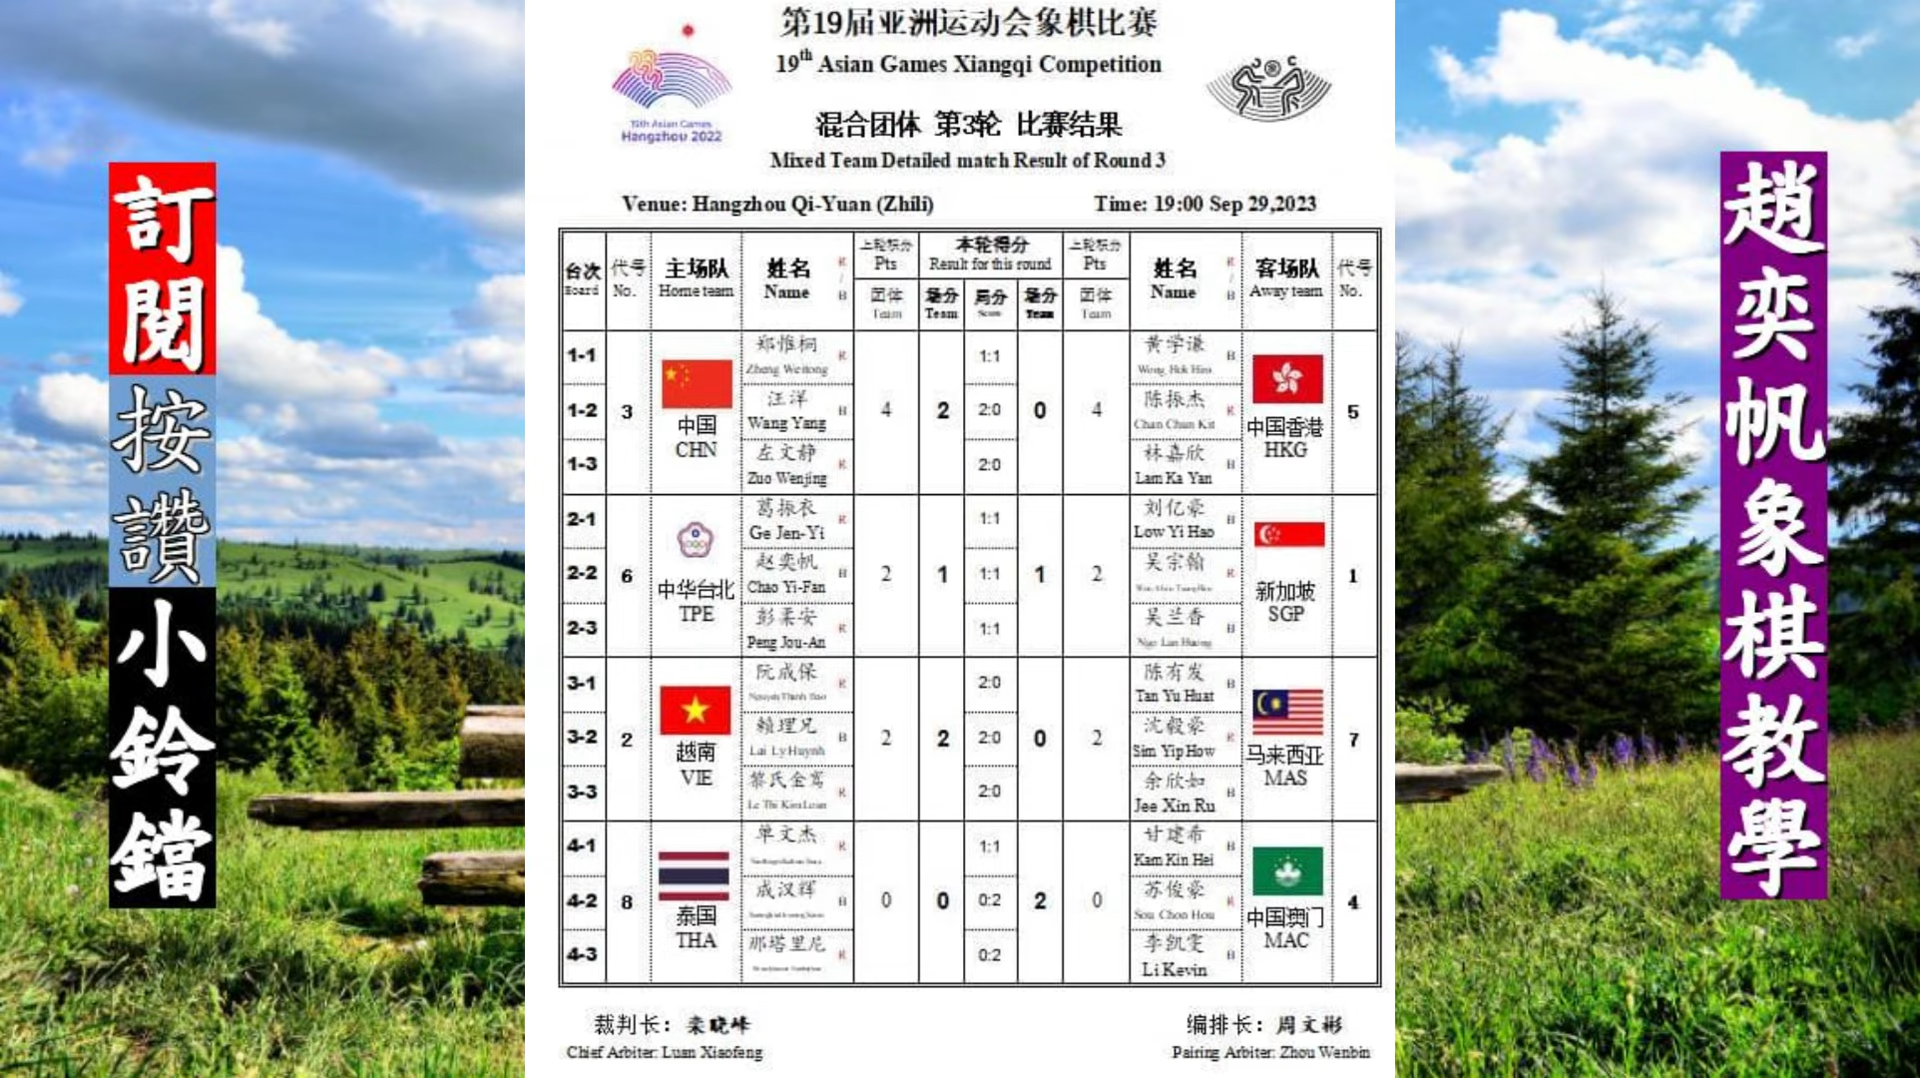 訂閱按讚小鈴鐺
19th Asian Games
Hangzhou 2022
第19届亚洲运动会象棋比赛
19th Asian Games Xiangqi Competition
混合团体 第3轮 比赛结果
Mixed Team Detailed match Result of Round 3
Venue: Hangzhou Qi-Yuan (Zhili)
Time: 19:00 Sep 29,2023
台次 Board
代号 No.
主场队 Home team
姓名 Name
R / B
上轮积分 Pts
团体 Team
本轮得分
Result for this round
场分 Team
局分 Score
场分 Team
上轮积分 Pts
团体 Team
姓名 Name
R / B
客场队 Away team
代号 No.
1-1 郑惟桐 Zheng Weitong R 1:1 黄学谦 Wong Hok Him B
1-2 3 中国 CHN 汪洋 Wang Yang B 4 2 2:0 0 4 陈振杰 Chan Chun Kit R 中国香港 HKG 5
1-3 左文静 Zuo Wenjing R 2:0 林嘉欣 Lam Ka Yan B
2-1 葛振衣 Ge Jen-Yi R 1:1 刘亿豪 Low Yi Hao B
2-2 6 中华台北 TPE 赵奕帆 Chao Yi-Fan B 2 1 1:1 1 2 吴宗翰 R 新加坡 SGP 1
2-3 彭柔安 Peng Jou-An R 1:1 吴兰香 Ngo Lan Huong B
3-1 阮成保 Nguyen Thanh Bao R 2:0 陈有发 Tan Yu Huat B
3-2 2 越南 VIE 赖理兄 Lai Ly Huynh B 2 2 2:0 0 2 沈毅豪 Sim Yip How R 马来西亚 MAS 7
3-3 黎氏金鸾 Le Thi Kim Loan R 2:0 余欣如 Jee Xin Ru B
4-1 单文杰 R 1:1 甘建希 Kam Kin Hei B
4-2 8 泰国 THA 成汉辉 B 0 0 0:2 2 0 苏俊豪 Sou Chon Hou R 中国澳门 MAC 4
4-3 那塔里尼 R 0:2 李凯雯 Li Kevin B
裁判长：栾晓峰
Chief Arbiter: Luan Xiaofeng
编排长：周文彬
Pairing Arbiter: Zhou Wenbin
趙奕帆象棋教學